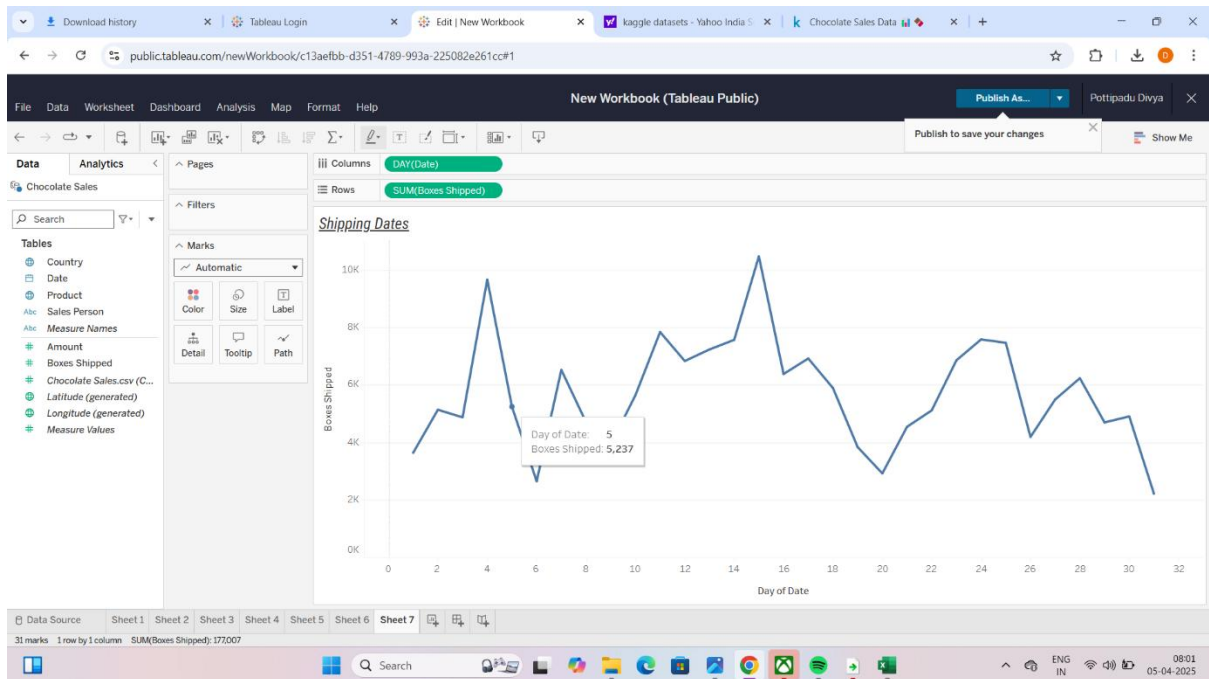 Download history
Tableau Login
Edit | New Workbook
kaggle datasets - Yahoo India S
Chocolate Sales Data
public.tableau.com/newWorkbook/c13aefbb-d351-4789-993a-225082e261cc#1
D
File Data Worksheet Dashboard Analysis Map Format Help
New Workbook (Tableau Public)
Publish As...
Pottipadu Divya
Publish to save your changes
Show Me
Data Analytics
Pages
Columns DAY(Date)
Chocolate Sales
Rows SUM(Boxes Shipped)
Search
Filters
Shipping Dates
Tables
Country
Date
Product
Abc Sales Person
Abc Measure Names
Amount
Boxes Shipped
Chocolate Sales.csv (C...
Latitude (generated)
Longitude (generated)
Measure Values
Marks
Automatic
Color Size Label
Detail Tooltip Path
10K
8K
6K
4K
2K
0K
Boxes Shipped
Day of Date: 5
Boxes Shipped: 5,237
0 2 4 6 8 10 12 14 16 18 20 22 24 26 28 30 32
Day of Date
Data Source Sheet 1 Sheet 2 Sheet 3 Sheet 4 Sheet 5 Sheet 6 Sheet 7
31 marks 1 row by 1 column SUM(Boxes Shipped): 177,007
Search
ENG
IN
08:01
05-04-2025